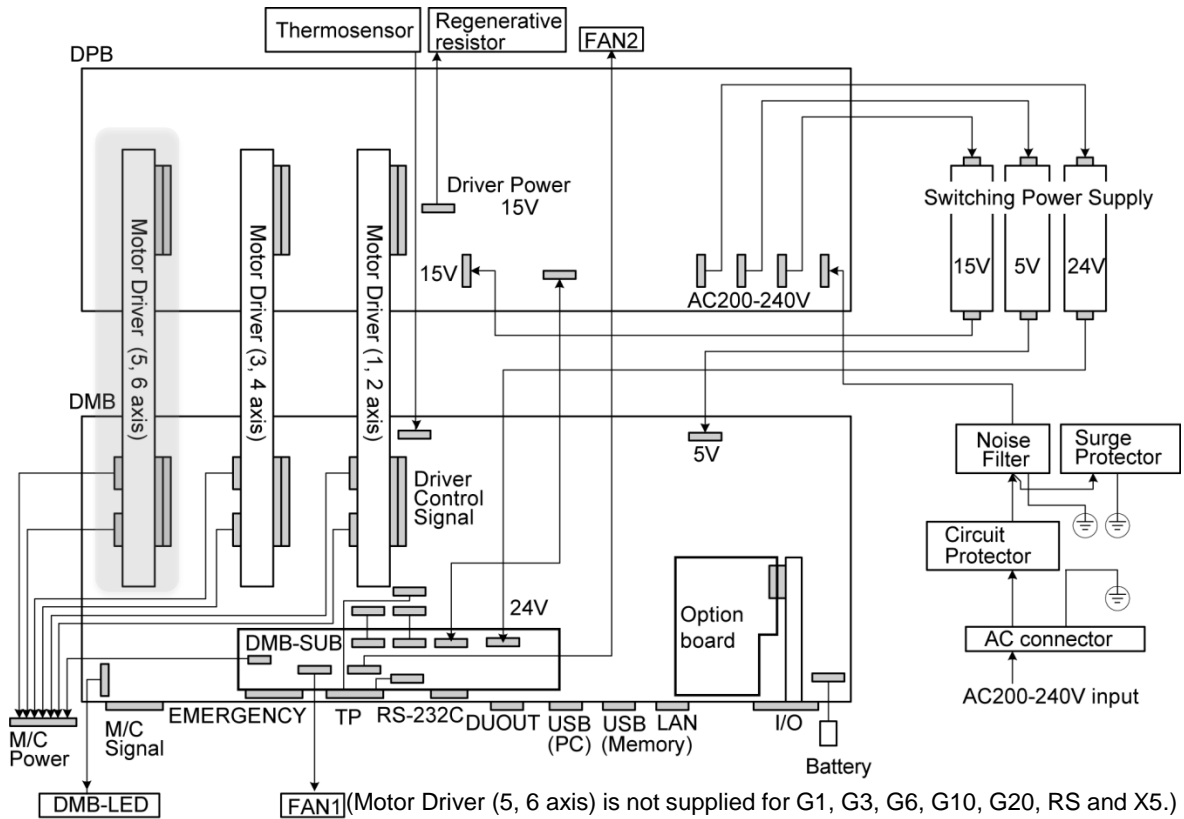 Thermosensor
Regenerative
resistor
FAN2
DPB
Driver Power
15V
15V
AC200-240V
Switching Power Supply
15V
5V
24V
Motor Driver (5, 6 axis)
Motor Driver (3, 4 axis)
Motor Driver (1, 2 axis)
DMB
5V
Driver
Control
Signal
Noise
Filter
Surge
Protector
Circuit
Protector
AC connector
AC200-240V input
24V
DMB-SUB
Option
board
M/C
Power
M/C
Signal
EMERGENCY
TP
RS-232C
DUOUT
USB
(PC)
USB
(Memory)
LAN
I/O
Battery
DMB-LED
FAN1
(Motor Driver (5, 6 axis) is not supplied for G1, G3, G6, G10, G20, RS and X5.)